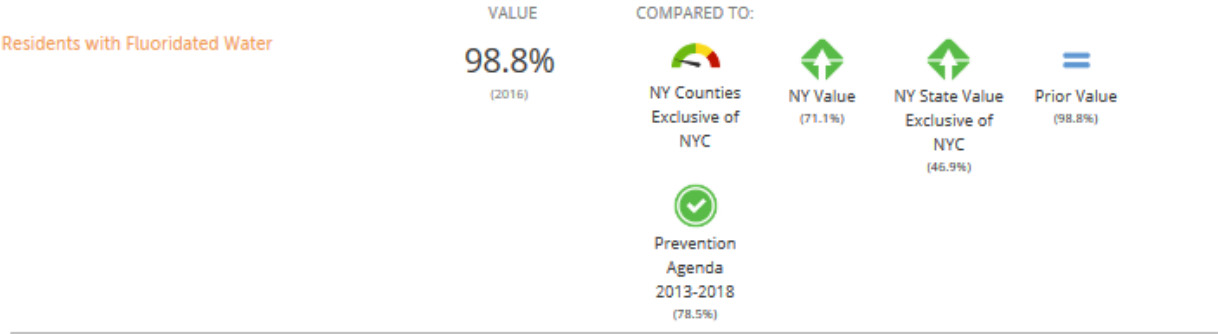 VALUE
COMPARED TO:
Residents with Fluoridated Water
98.8%
(2016)
NY Counties
Exclusive of
NYC
NY Value
(71.1%)
NY State Value
Exclusive of
NYC
(46.9%)
Prior Value
(98.8%)
Prevention
Agenda
2013-2018
(78.5%)